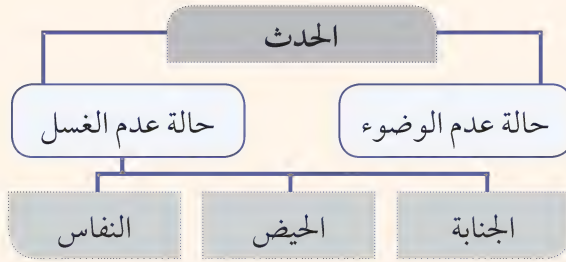 الحدث
حالة عدم الوضوء
حالة عدم الغسل
الجنابة
الحيض
النفاس